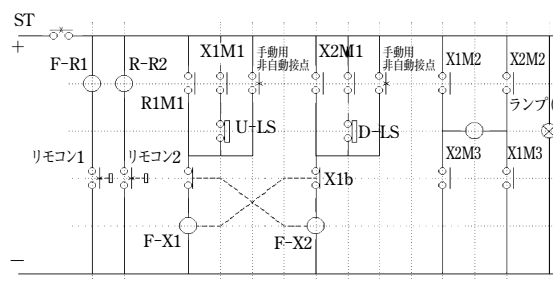 ST
+
F-R1
R-R2
X1M1
手動用
非自動接点
X2M1
手動用
非自動接点
X1M2
X2M2
R1M1
ランプ(
U-LS
D-LS
リモコン1
リモコン2
X2M3
X1M3
X1b
F-X1
F-X2
—